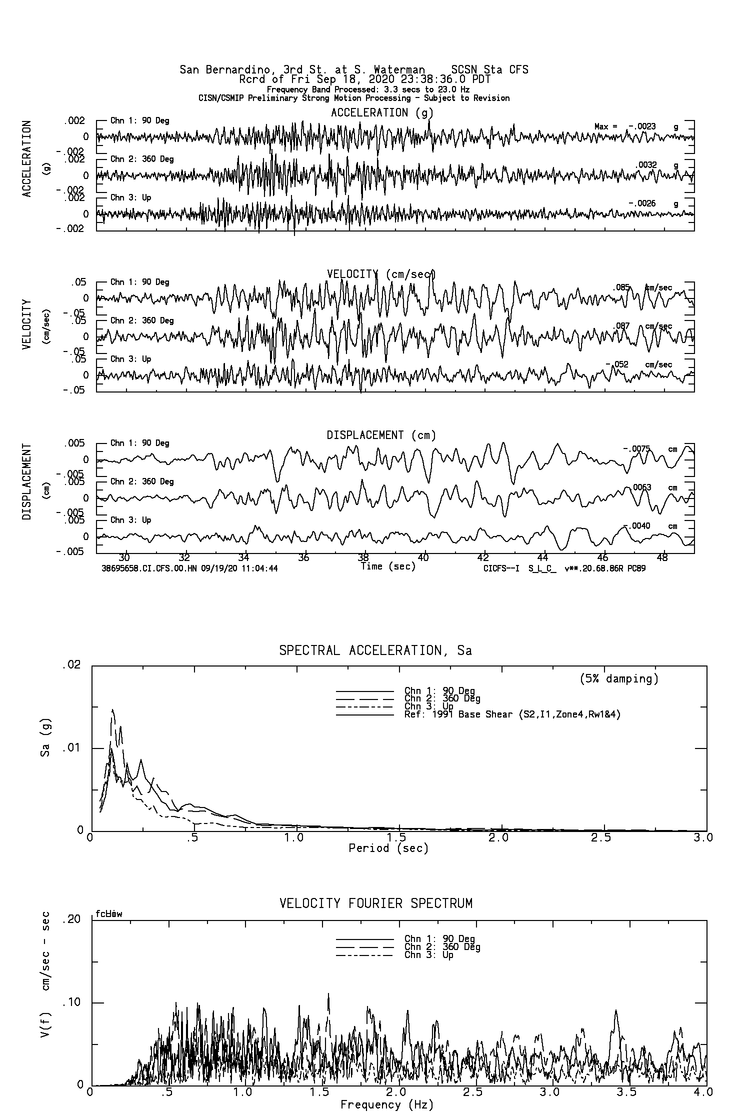 San Bernardino, 3rd St. at S. Waterman SCSN Sta CFS
Rcrd of Fri Sep 18, 2020 23:38:36.0 PDT
Frequency Band Processed: 3.3 secs to 23.0 Hz
CISN/CSMIP Preliminary Strong Motion Processing - Subject to Revision
ACCELERATION (g)
ACCELERATION
(g)
.002
0
-.002
Chn 1: 90 Deg
Max = -.0023 g
.002
0
-.002
Chn 2: 360 Deg
.0032 g
.002
0
-.002
Chn 3: Up
-.0026 g
VELOCITY (cm/sec)
VELOCITY
(cm/sec)
.05
0
-.05
Chn 1: 90 Deg
.085 cm/sec
.05
0
-.05
Chn 2: 360 Deg
.087 cm/sec
.05
0
-.05
Chn 3: Up
-.052 cm/sec
DISPLACEMENT (cm)
DISPLACEMENT
(cm)
.005
0
-.005
Chn 1: 90 Deg
-.0075 cm
.005
0
-.005
Chn 2: 360 Deg
.0063 cm
.005
0
-.005
Chn 3: Up
-.0040 cm
30 32 34 36 38 40 42 44 46 48
Time (sec)
38695658.CI.CFS.00.HN 09/19/20 11:04:44
CICFS--I S_L_C_ v**.20.68.86R PC89
SPECTRAL ACCELERATION, Sa
(5% damping)
Chn 1: 90 Deg
Chn 2: 360 Deg
Chn 3: Up
Ref: 1991 Base Shear (S2,I1,Zone4,Rw1&4)
Sa (g)
.02
.01
0
0 .5 1.0 1.5 2.0 2.5 3.0
Period (sec)
VELOCITY FOURIER SPECTRUM
Chn 1: 90 Deg
Chn 2: 360 Deg
Chn 3: Up
V(f) cm/sec - sec
.20
.10
0
0 .5 1.0 1.5 2.0 2.5 3.0 3.5 4.0
Frequency (Hz)